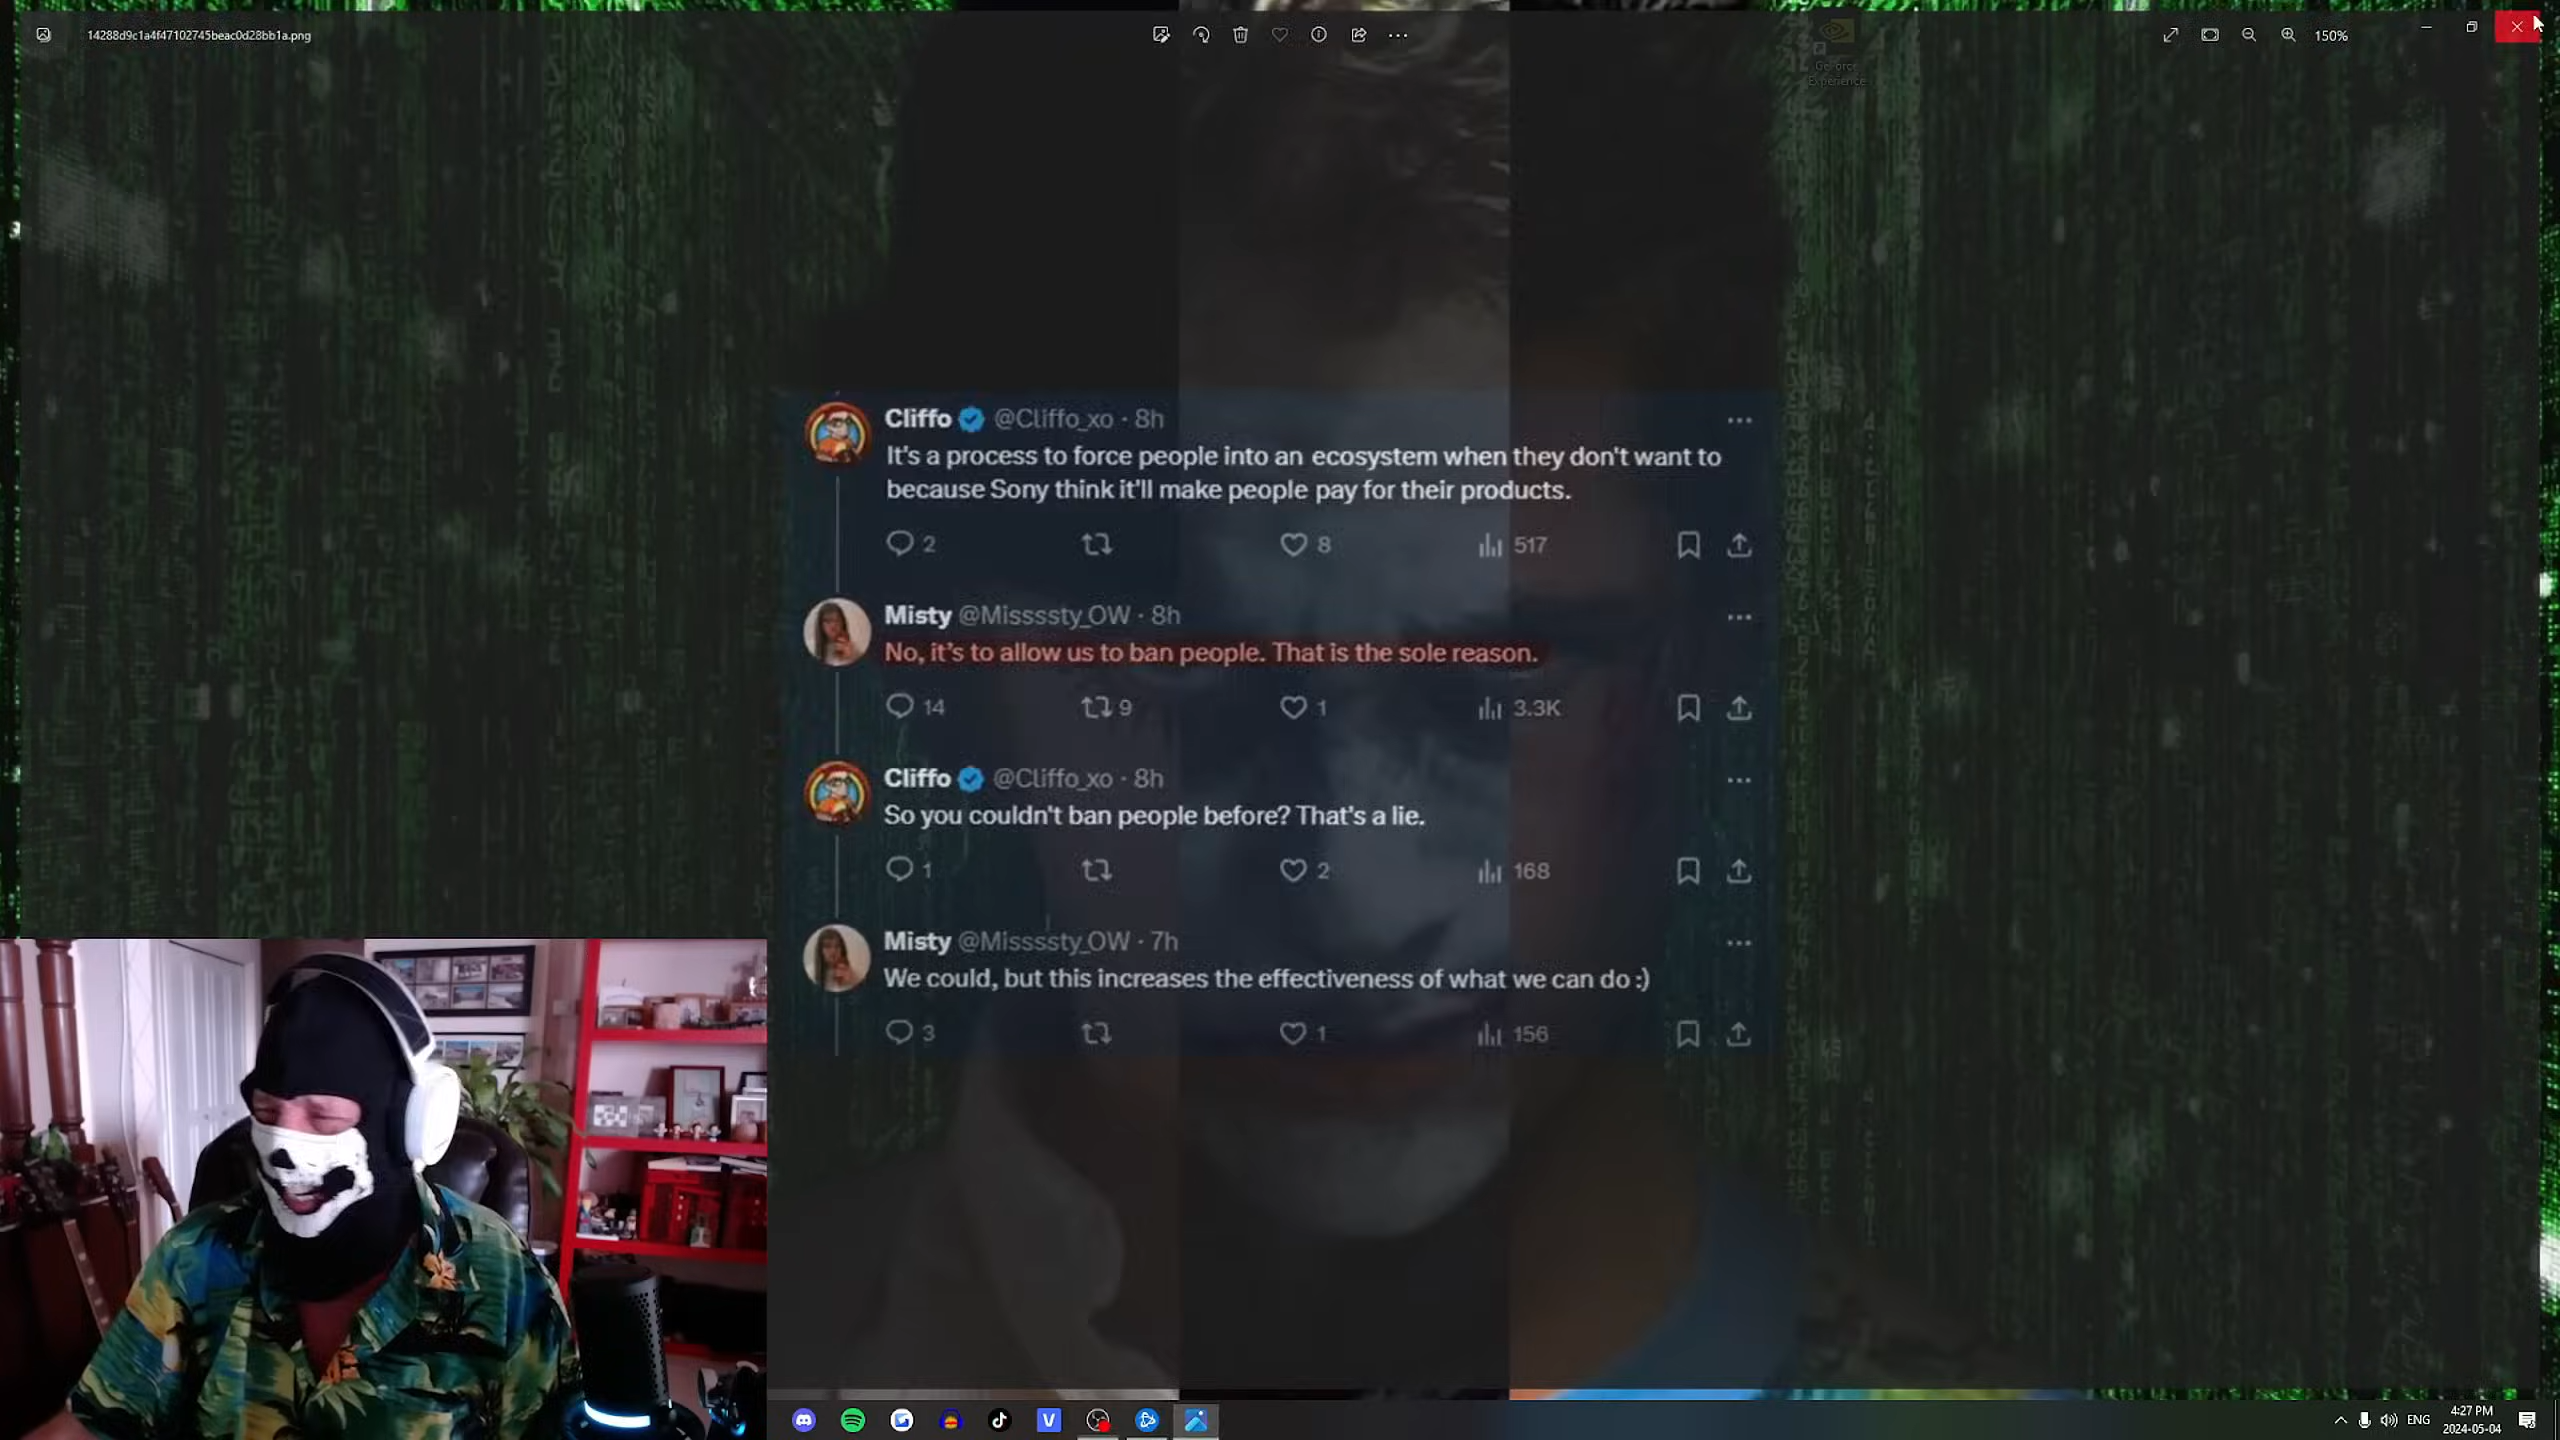 14288d9c1a4f47102745beac0d28bb1a.png
150%
GeForce
Experience
Cliffo @Cliffo_xo · 8h
It's a process to force people into an ecosystem when they don't want to
because Sony think it'll make people pay for their products.
2 8 517
Misty @Missssty_OW · 8h
No, it's to allow us to ban people. That is the sole reason.
14 9 1 3.3K
Cliffo @Cliffo_xo · 8h
So you couldn't ban people before? That's a lie.
1 2 168
Misty @Missssty_OW · 7h
We could, but this increases the effectiveness of what we can do :)
3 1 156
V
ENG
4:27 PM
2024-05-04